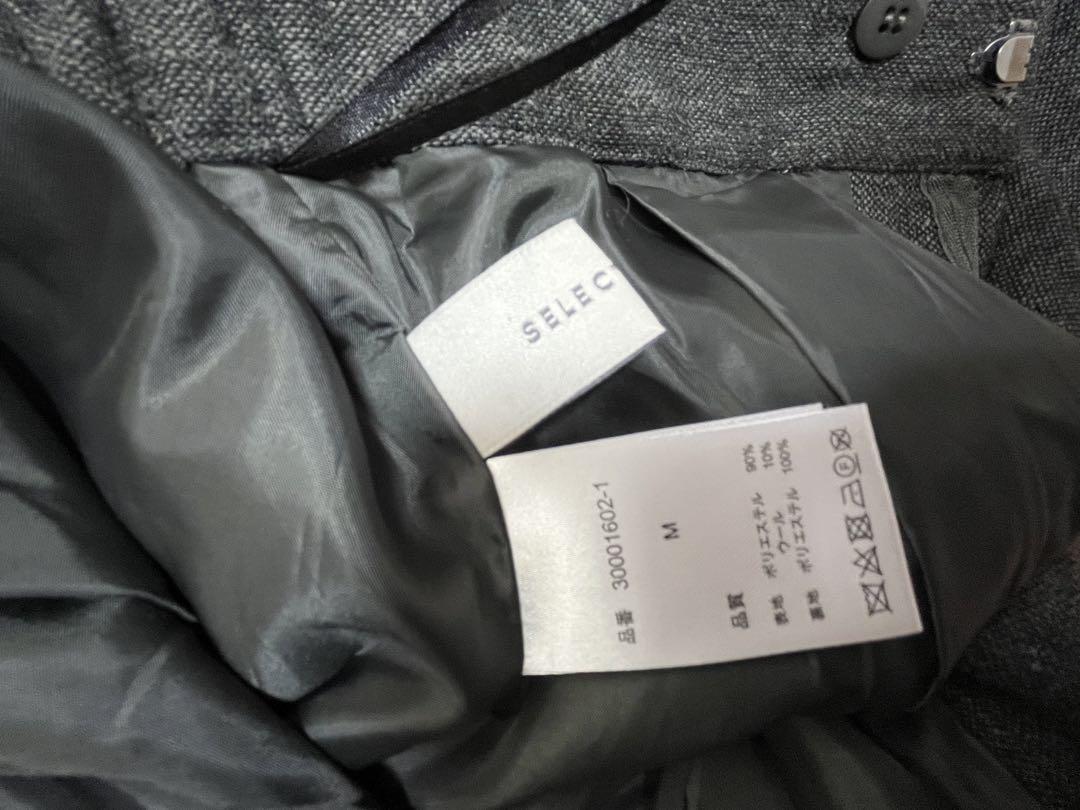 SELEC
品番 30001602-1
M
品質
表地 ポリエステル 90%
ウール 10%
裏地 ポリエステル 100%
F